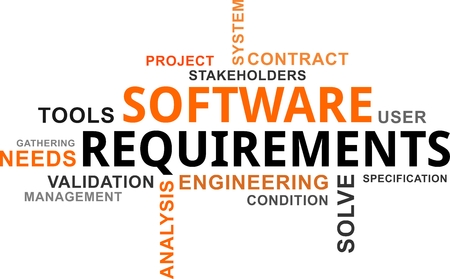 SYSTEM
PROJECT
CONTRACT
STAKEHOLDERS
TOOLS
SOFTWARE
USER
GATHERING
NEEDS
REQUIREMENTS
VALIDATION
ENGINEERING
SPECIFICATION
MANAGEMENT
CONDITION
ANALYSIS
SOLVE